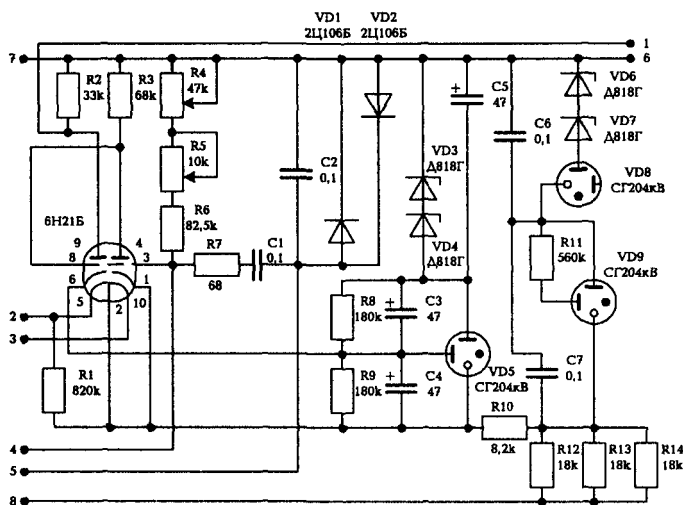 VD1
2Ц106Б
VD2
2Ц106Б
7
1
6
R2
33k
R3
68k
R4
47k
R5
10k
R6
82,5k
C2
0,1
C5
47
C6
0,1
VD6
Д818Г
VD7
Д818Г
VD3
Д818Г
VD4
Д818Г
VD8
СГ204кВ
6Н21Б
9
4
8
3
6
1
5
2
10
R7
68
C1
0,1
R11
560k
VD9
СГ204кВ
2
3
R1
820k
R8
180k
C3
47
R9
180k
C4
47
VD5
СГ204кВ
C7
0,1
R10
8,2k
R12
18k
R13
18k
R14
18k
4
5
8